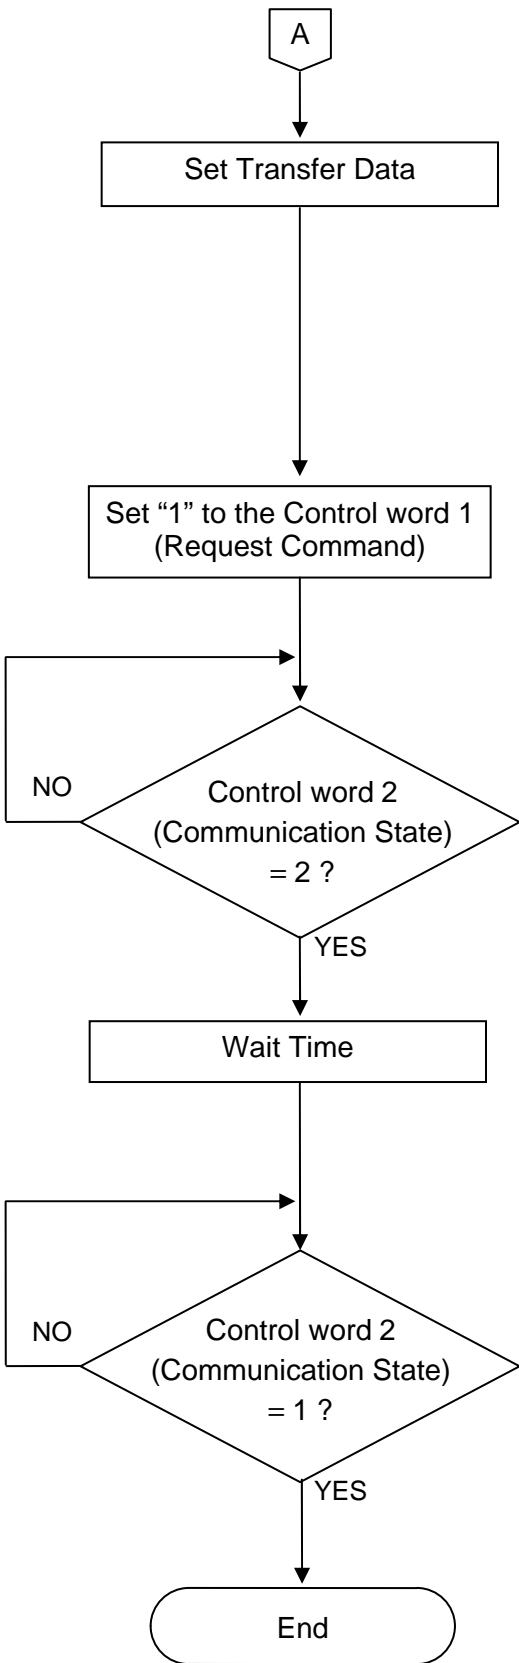 A
Set Transfer Data
Set “1” to the Control word 1
(Request Command)
NO
Control word 2
(Communication State)
= 2 ?
YES
Wait Time
NO
Control word 2
(Communication State)
= 1 ?
YES
End